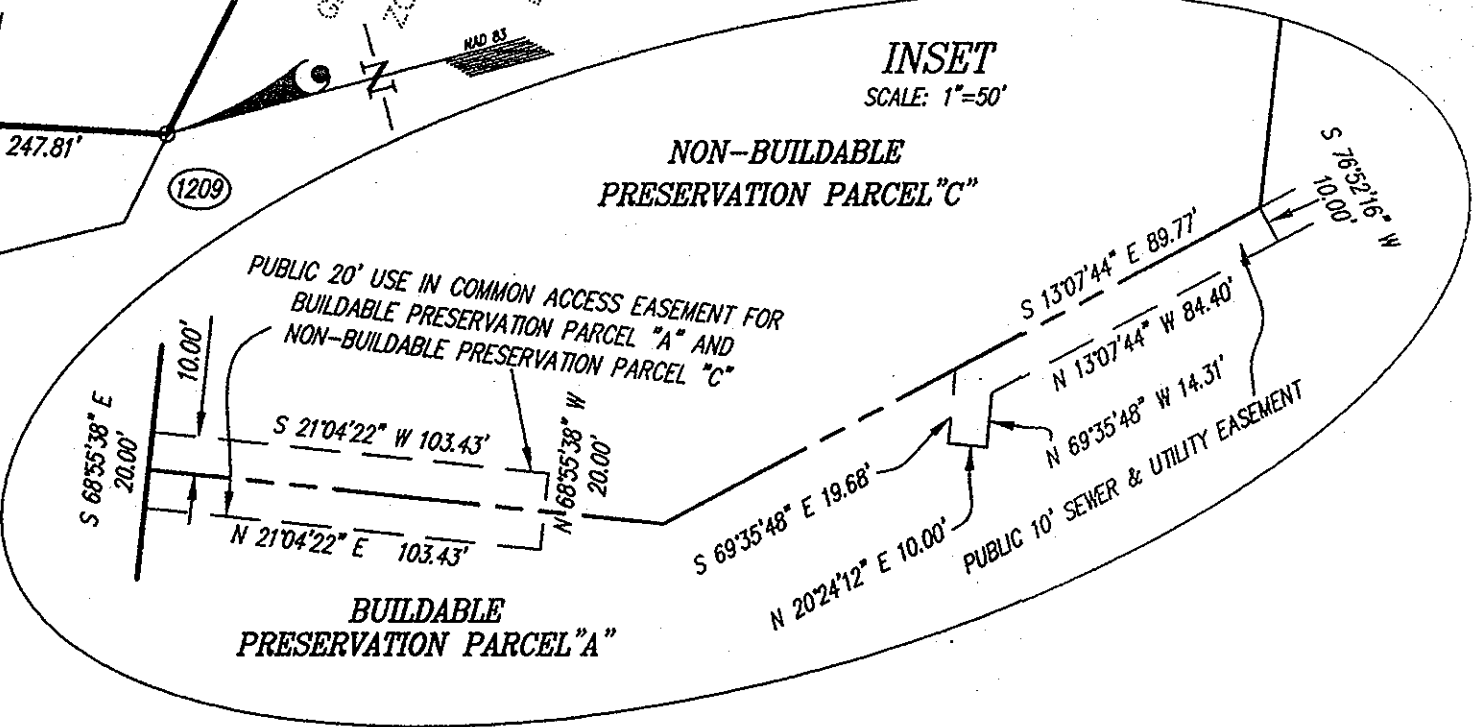 NAD 83
N
INSET
SCALE: 1"=50'
247.81'
1209
NON-BUILDABLE
PRESERVATION PARCEL "C"
S 76°52'16" W
10.00'
S 13°07'44" E 89.77'
N 13°07'44" W 84.40'
PUBLIC 20' USE IN COMMON ACCESS EASEMENT FOR
BUILDABLE PRESERVATION PARCEL "A" AND
NON-BUILDABLE PRESERVATION PARCEL "C"
10.00'
S 68°55'38" E
20.00'
S 21°04'22" W 103.43'
N 68°55'38" W
20.00'
N 21°04'22" E 103.43'
S 69°35'48" E 19.68'
N 69°35'48" W 14.31'
N 20°24'12" E 10.00'
PUBLIC 10' SEWER & UTILITY EASEMENT
BUILDABLE
PRESERVATION PARCEL "A"